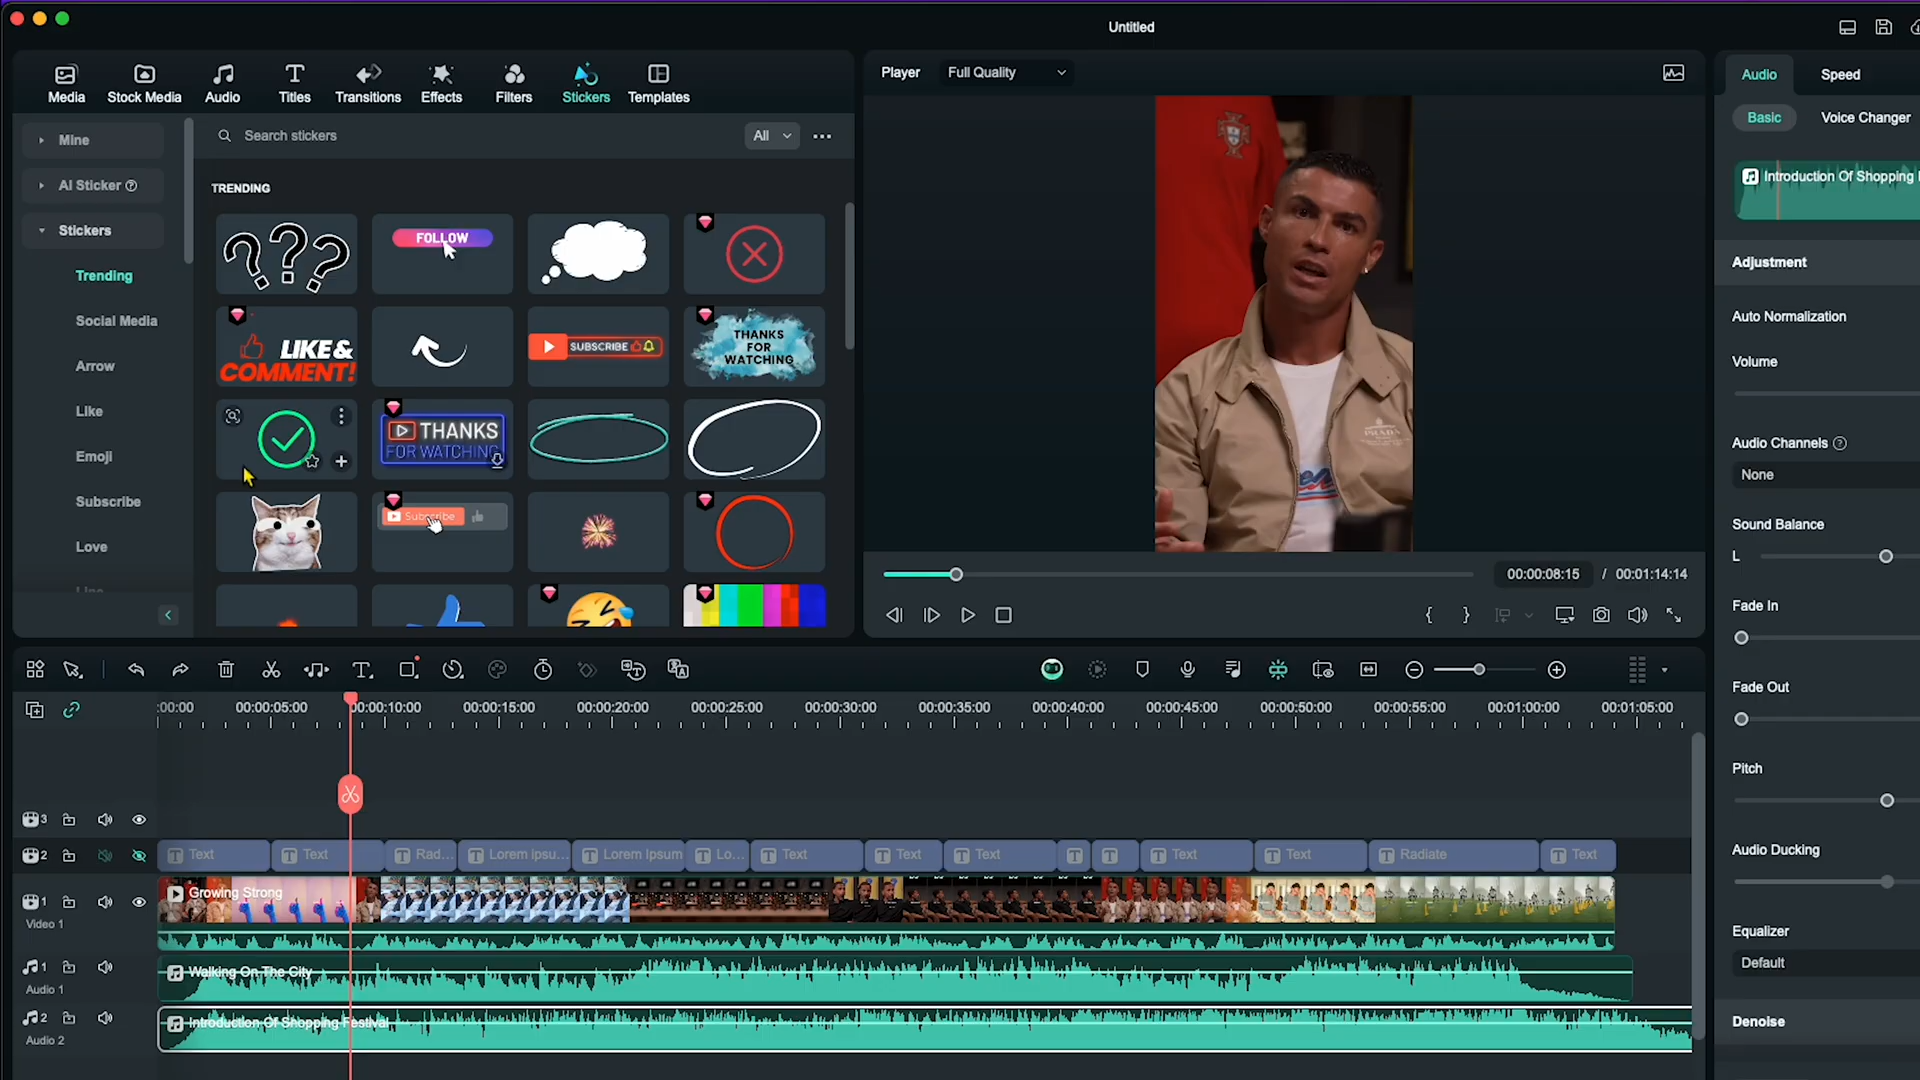 Untitled
Media
Stock Media
Audio
Titles
Transitions
Effects
Filters
Stickers
Templates
Mine
AI Sticker
Stickers
Trending
Social Media
Arrow
Like
Emoji
Subscribe
Love
Search stickers
All
TRENDING
???
FOLLOW
LIKE &
COMMENT!
SUBSCRIBE
THANKS
FOR
WATCHING
THANKS
FOR WATCHING
Subscribe
Player
Full Quality
PRADA
00:00:08:15 / 00:01:14:14
Audio
Speed
Basic
Voice Changer
Introduction Of Shopping
Adjustment
Auto Normalization
Volume
Audio Channels
None
Sound Balance
L
Fade In
Fade Out
Pitch
Audio Ducking
Equalizer
Default
Denoise
:00:00 00:00:05:00 00:00:10:00 00:00:15:00 00:00:20:00 00:00:25:00 00:00:30:00 00:00:35:00 00:00:40:00 00:00:45:00 00:00:50:00 00:00:55:00 00:01:00:00 00:01:05:00
3
2
Text Text Rad... Lorem ipsu... Lorem Ipsum Lo... Text Text Text Text Text Radiate Text
1
Video 1
Growing Strong
1
Audio 1
Walking On The City
2
Audio 2
Introduction Of Shopping Festival